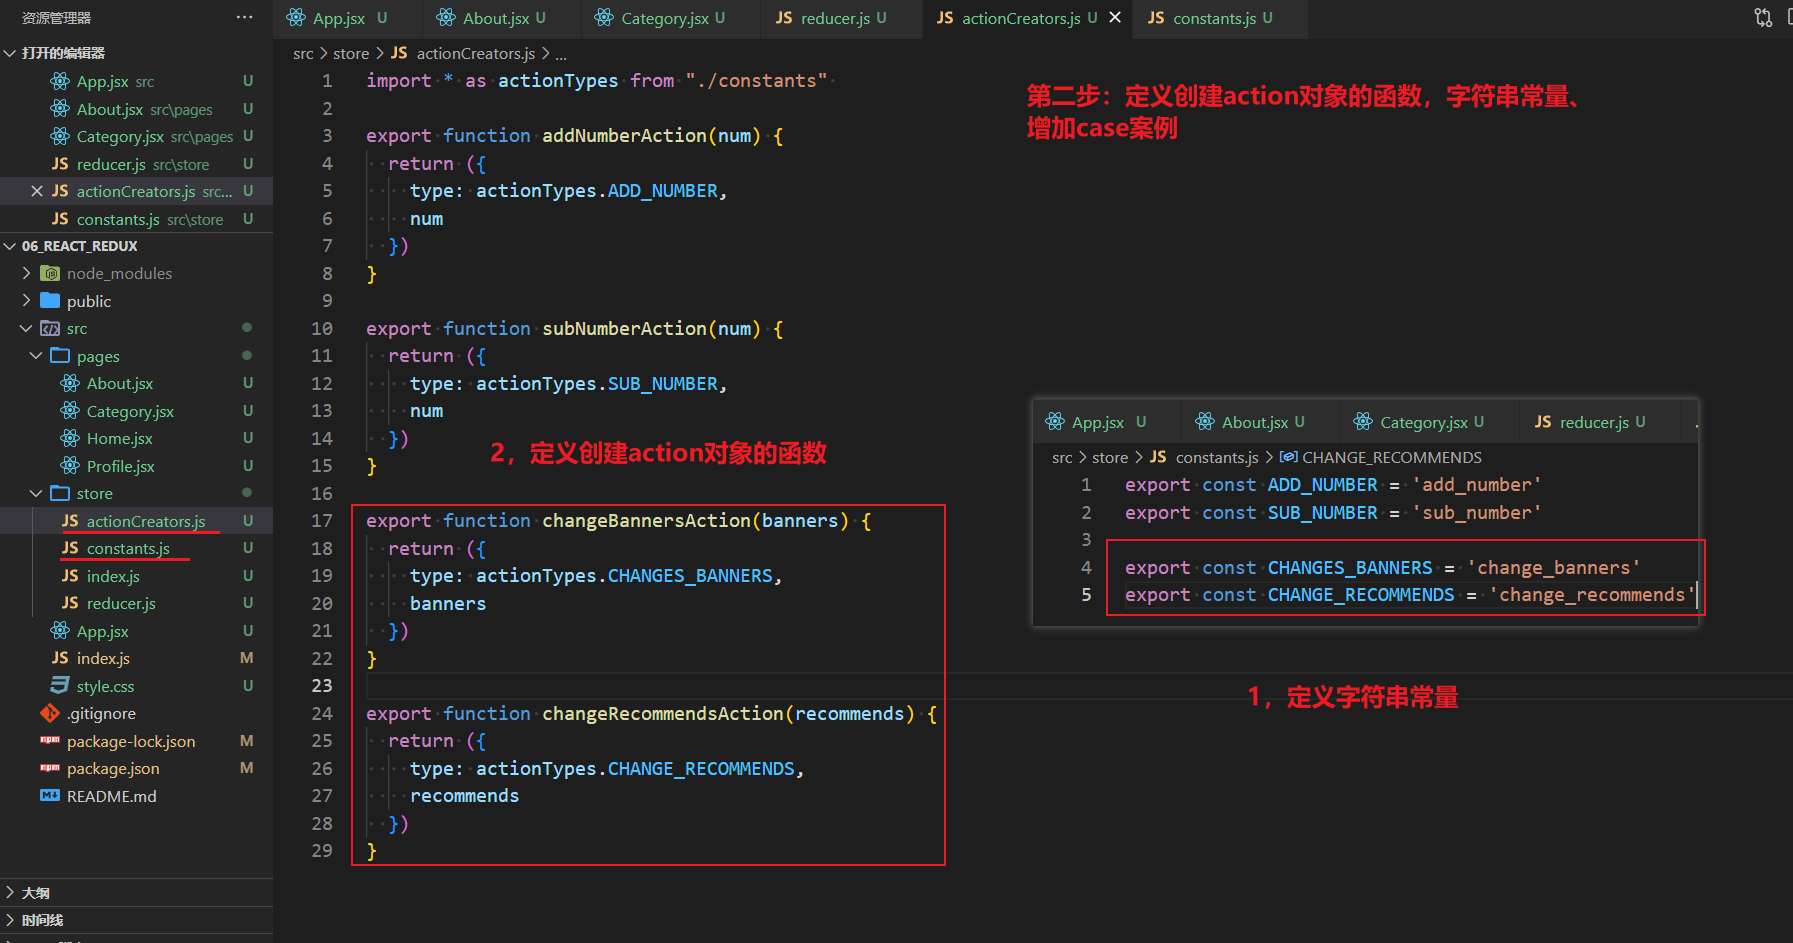 资源管理器 ···
打开的编辑器
App.jsx src U
About.jsx src\pages U
Category.jsx src\pages U
JS reducer.js src\store U
JS actionCreators.js src... U
JS constants.js src\store U
06_REACT_REDUX
node_modules
public
src
pages
About.jsx U
Category.jsx U
Home.jsx U
Profile.jsx U
store
JS actionCreators.js U
JS constants.js U
JS index.js U
JS reducer.js U
App.jsx U
JS index.js M
style.css U
.gitignore
npm package-lock.json M
npm package.json M
M↓ README.md
大纲
时间线
App.jsx U About.jsx U Category.jsx U JS reducer.js U JS actionCreators.js U JS constants.js U
src > store > JS actionCreators.js > ...
1 import * as actionTypes from "./constants"
2
3 export function addNumberAction(num) {
4 return ({
5 type: actionTypes.ADD_NUMBER,
6 num
7 })
8 }
9
10 export function subNumberAction(num) {
11 return ({
12 type: actionTypes.SUB_NUMBER,
13 num
14 })
15 }
16
17 export function changeBannersAction(banners) {
18 return ({
19 type: actionTypes.CHANGES_BANNERS,
20 banners
21 })
22 }
23
24 export function changeRecommendsAction(recommends) {
25 return ({
26 type: actionTypes.CHANGE_RECOMMENDS,
27 recommends
28 })
29 }
2，定义创建action对象的函数
第二步：定义创建action对象的函数，字符串常量、
增加case案例
App.jsx U About.jsx U Category.jsx U JS reducer.js U
src > store > JS constants.js > CHANGE_RECOMMENDS
1 export const ADD_NUMBER = 'add_number'
2 export const SUB_NUMBER = 'sub_number'
3
4 export const CHANGES_BANNERS = 'change_banners'
5 export const CHANGE_RECOMMENDS = 'change_recommends'
1，定义字符串常量